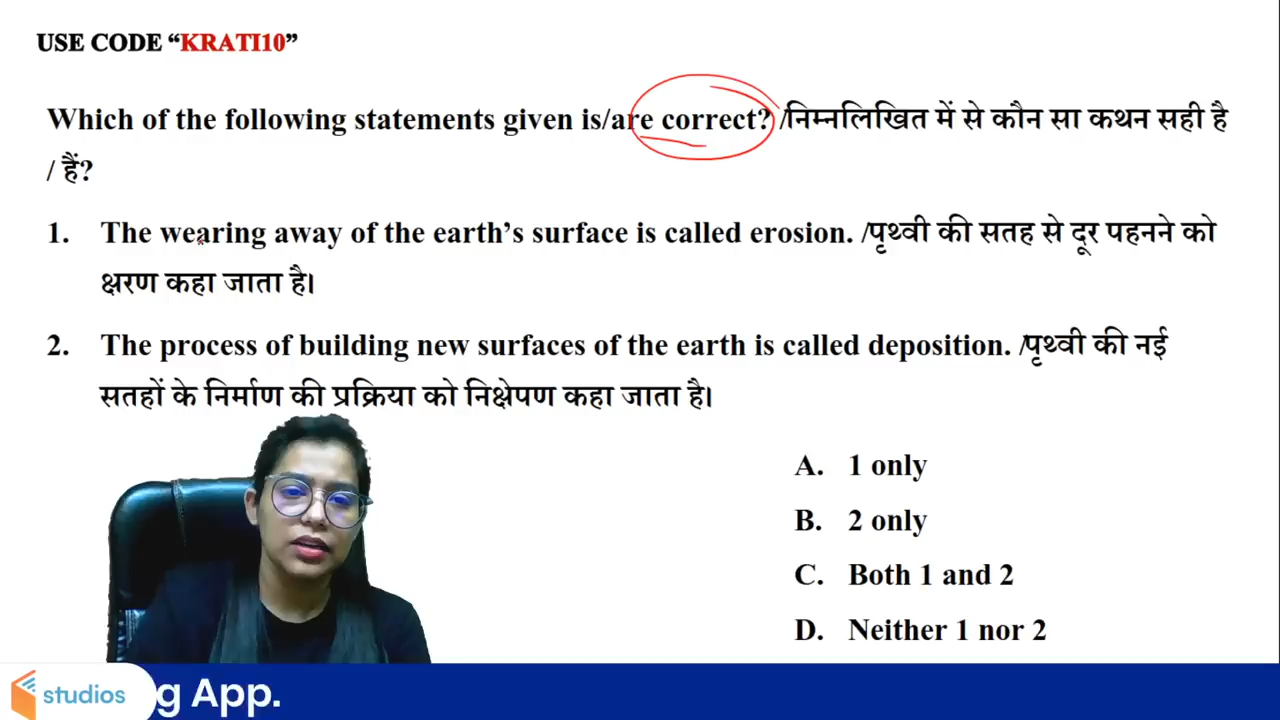 USE CODE “KRATI10”
Which of the following statements given is/are correct? /निम्नलिखित में से कौन सा कथन सही है
/ हैं?
1. The wearing away of the earth’s surface is called erosion. /पृथ्वी की सतह से दूर पहनने को
क्षरण कहा जाता है।
2. The process of building new surfaces of the earth is called deposition. /पृथ्वी की नई
सतहों के निर्माण की प्रक्रिया को निक्षेपण कहा जाता है।
A. 1 only
B. 2 only
C. Both 1 and 2
D. Neither 1 nor 2
studios g App.